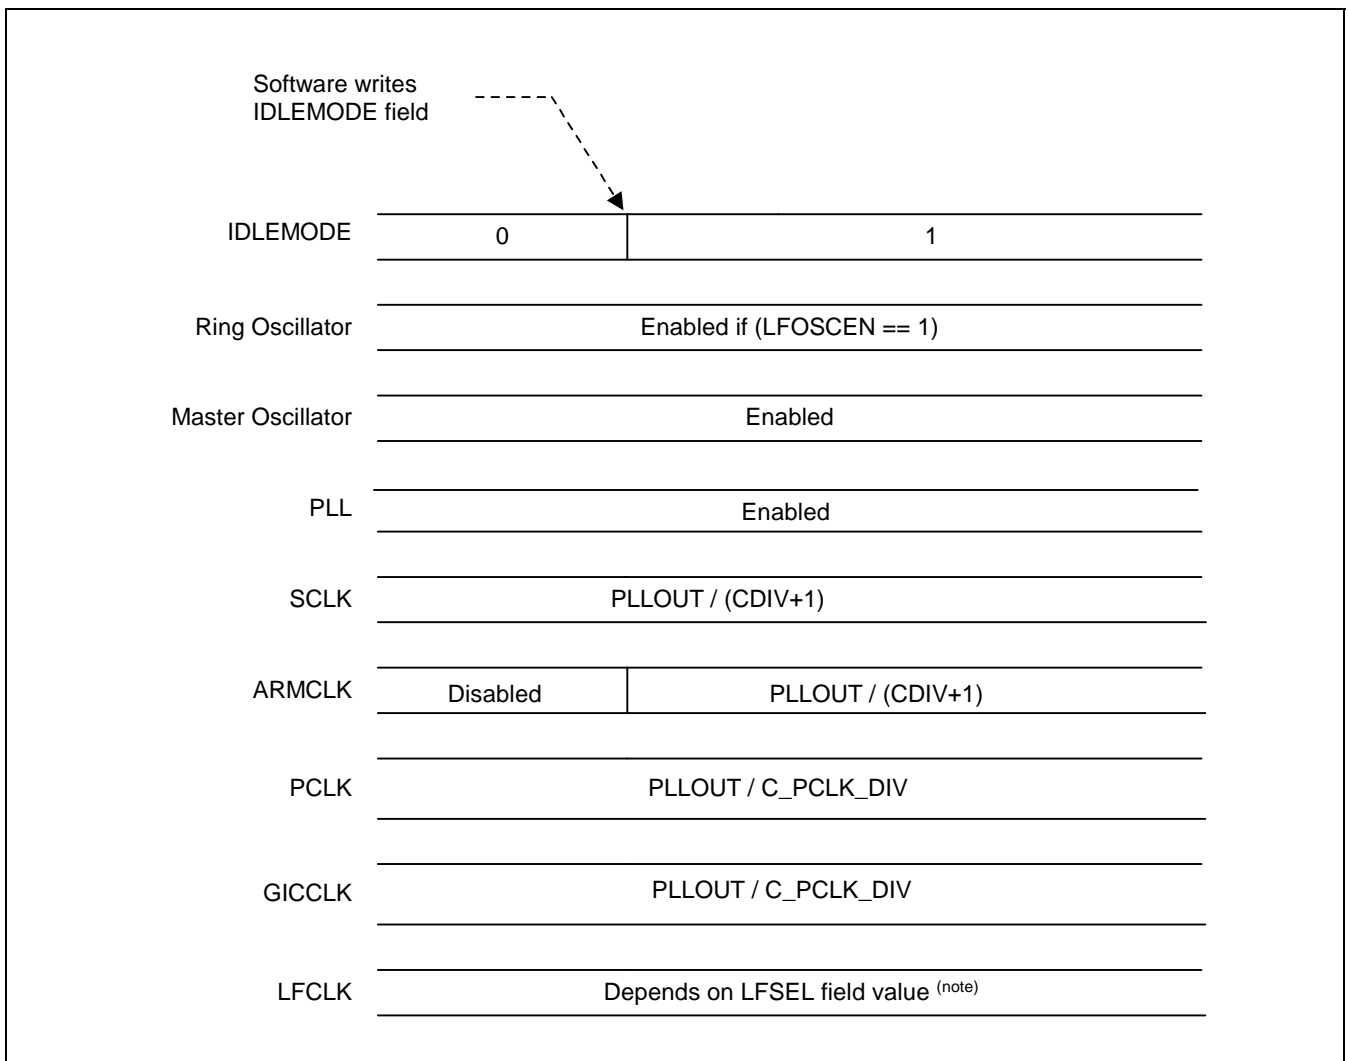 Software writes
IDLEMODE field
IDLEMODE 0 1
Ring Oscillator Enabled if (LFOSCEN == 1)
Master Oscillator Enabled
PLL Enabled
SCLK PLLOUT / (CDIV+1)
ARMCLK Disabled PLLOUT / (CDIV+1)
PCLK PLLOUT / C_PCLK_DIV
GICCLK PLLOUT / C_PCLK_DIV
LFCLK Depends on LFSEL field value (note)